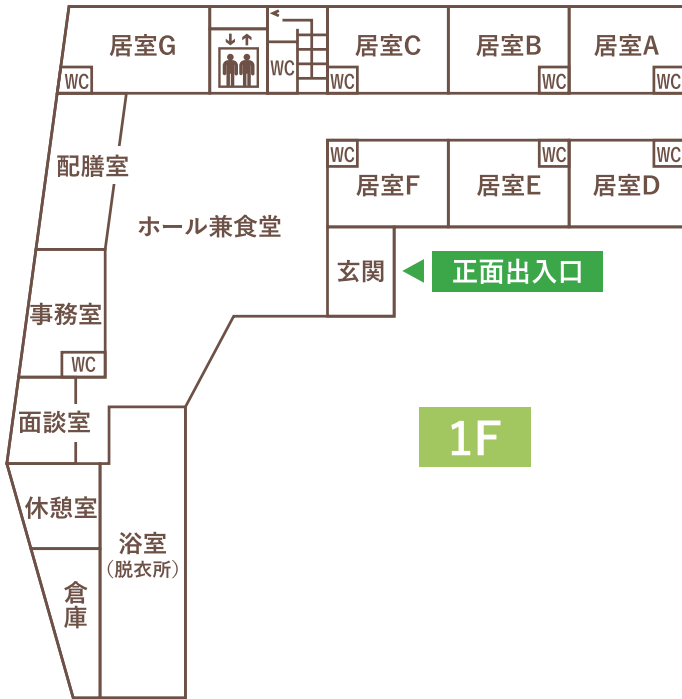 居室G
WC
WC
居室C
WC
居室B
WC
居室A
WC
配膳室
WC
居室F
WC
居室E
WC
居室D
ホール兼食堂
玄関
正面出入口
事務室
WC
面談室
1F
休憩室
浴室
（脱衣所）
倉庫